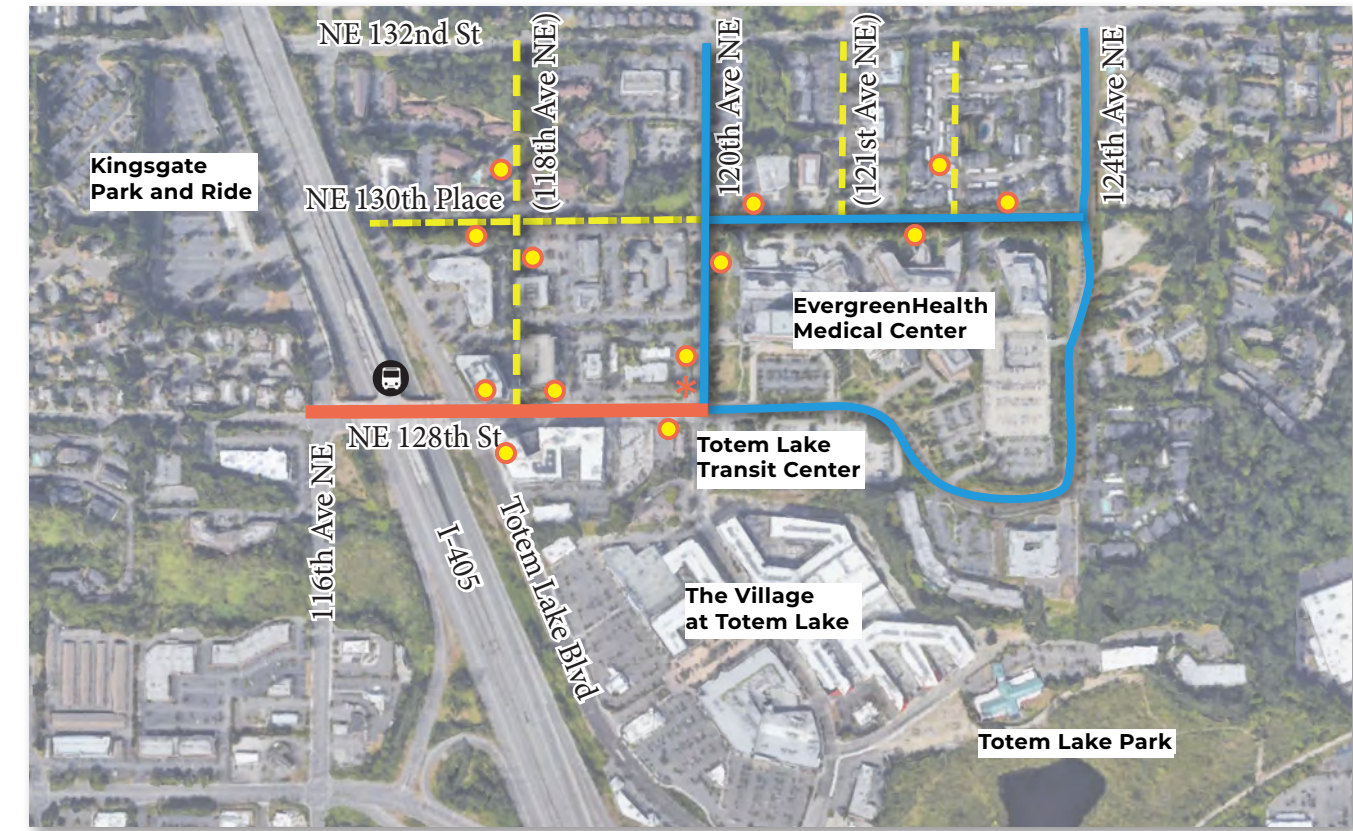 NE 132nd St
(118th Ave NE)
120th Ave NE
(121st Ave NE)
124th Ave NE
Kingsgate
Park and Ride
NE 130th Place
EvergreenHealth
Medical Center
*
NE 128th St
Totem Lake
Transit Center
116th Ave NE
I-405
Totem Lake Blvd
The Village
at Totem Lake
Totem Lake Park